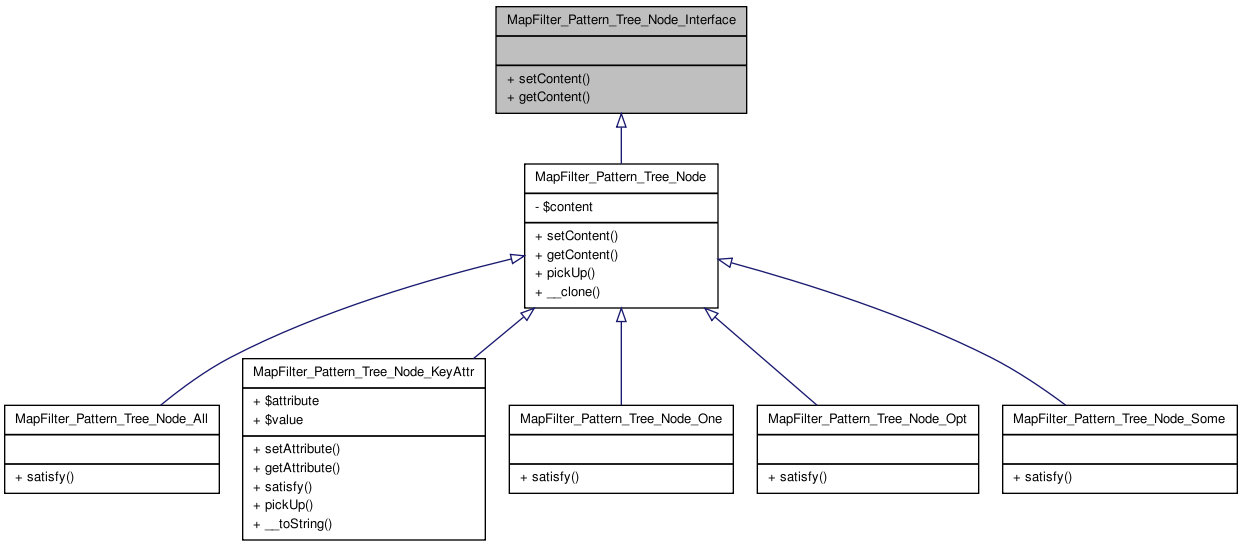 MapFilter_Pattern_Tree_Node_Interface
+ setContent()
+ getContent()
MapFilter_Pattern_Tree_Node
- $content
+ setContent()
+ getContent()
+ pickUp()
+ __clone()
MapFilter_Pattern_Tree_Node_All
+ satisfy()
MapFilter_Pattern_Tree_Node_KeyAttr
+ $attribute
+ $value
+ setAttribute()
+ getAttribute()
+ satisfy()
+ pickUp()
+ __toString()
MapFilter_Pattern_Tree_Node_One
+ satisfy()
MapFilter_Pattern_Tree_Node_Opt
+ satisfy()
MapFilter_Pattern_Tree_Node_Some
+ satisfy()